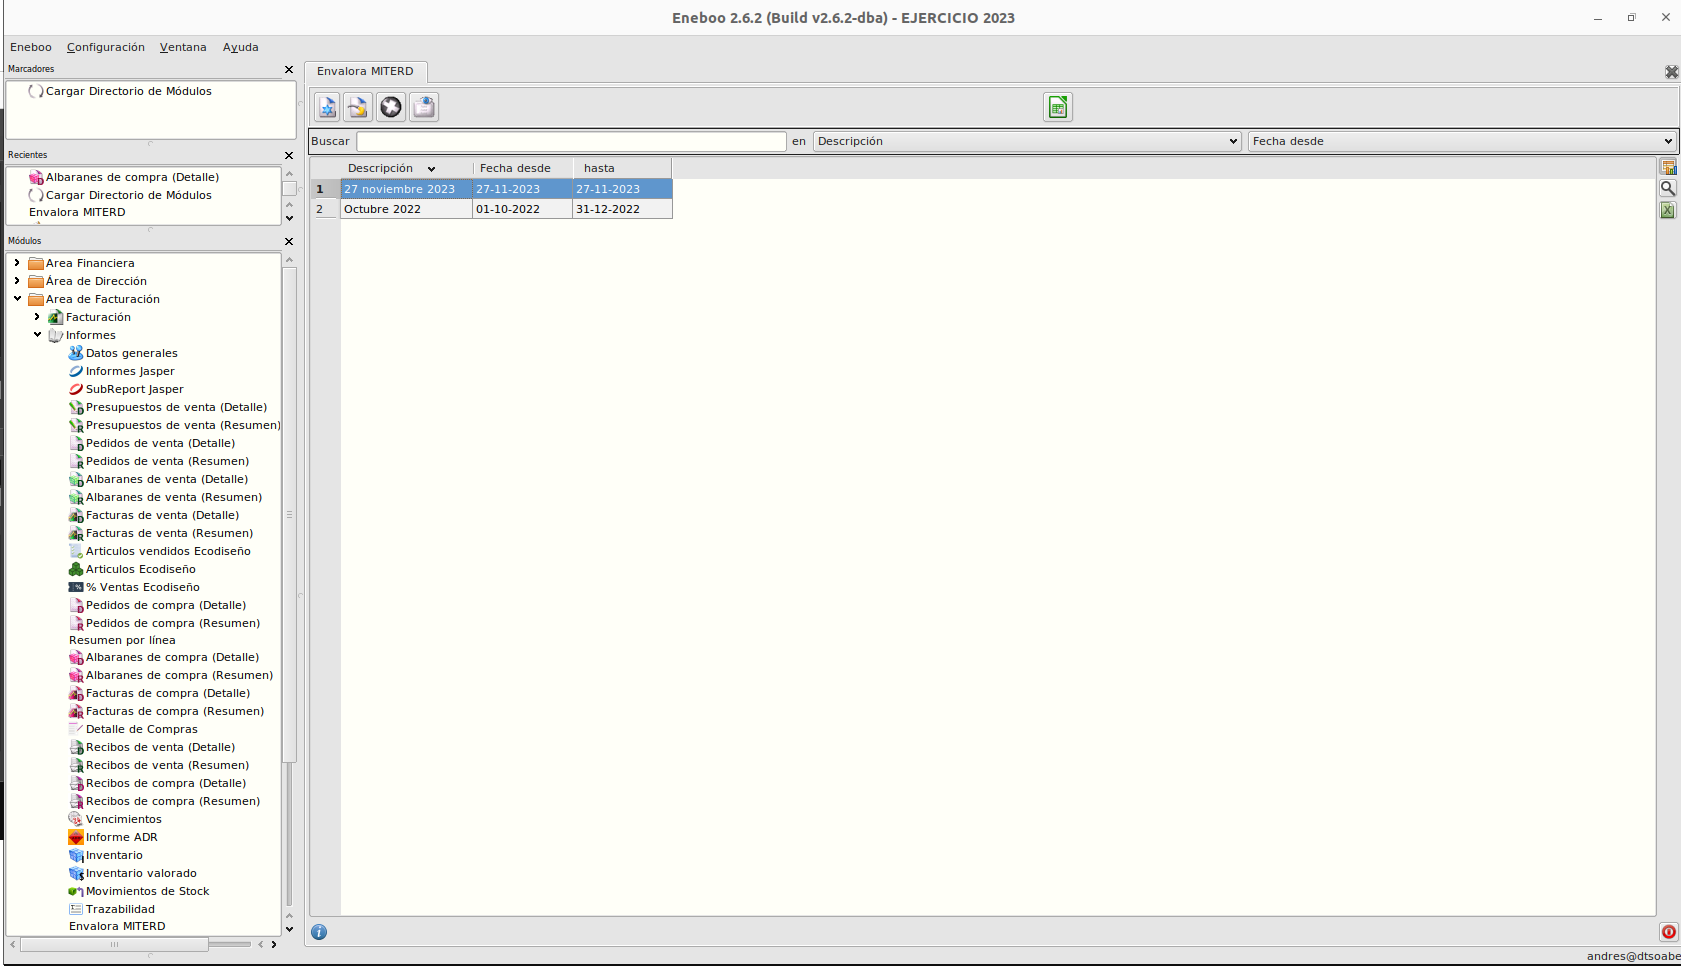 Eneboo 2.6.2 (Build v2.6.2-dba) - EJERCICIO 2023
Eneboo Configuración Ventana Ayuda
Marcadores
Cargar Directorio de Módulos
Recientes
Albaranes de compra (Detalle)
Cargar Directorio de Módulos
Envalora MITERD
Módulos
Area Financiera
Área de Dirección
Area de Facturación
Facturación
Informes
Datos generales
Informes Jasper
SubReport Jasper
Presupuestos de venta (Detalle)
Presupuestos de venta (Resumen)
Pedidos de venta (Detalle)
Pedidos de venta (Resumen)
Albaranes de venta (Detalle)
Albaranes de venta (Resumen)
Facturas de venta (Detalle)
Facturas de venta (Resumen)
Articulos vendidos Ecodiseño
Articulos Ecodiseño
% Ventas Ecodiseño
Pedidos de compra (Detalle)
Pedidos de compra (Resumen)
Resumen por línea
Albaranes de compra (Detalle)
Albaranes de compra (Resumen)
Facturas de compra (Detalle)
Facturas de compra (Resumen)
Detalle de Compras
Recibos de venta (Detalle)
Recibos de venta (Resumen)
Recibos de compra (Detalle)
Recibos de compra (Resumen)
Vencimientos
Informe ADR
Inventario
Inventario valorado
Movimientos de Stock
Trazabilidad
Envalora MITERD
Envalora MITERD
Buscar en Descripción Fecha desde
Descripción Fecha desde hasta
1 27 noviembre 2023 27-11-2023 27-11-2023
2 Octubre 2022 01-10-2022 31-12-2022
andres@dtsoabe